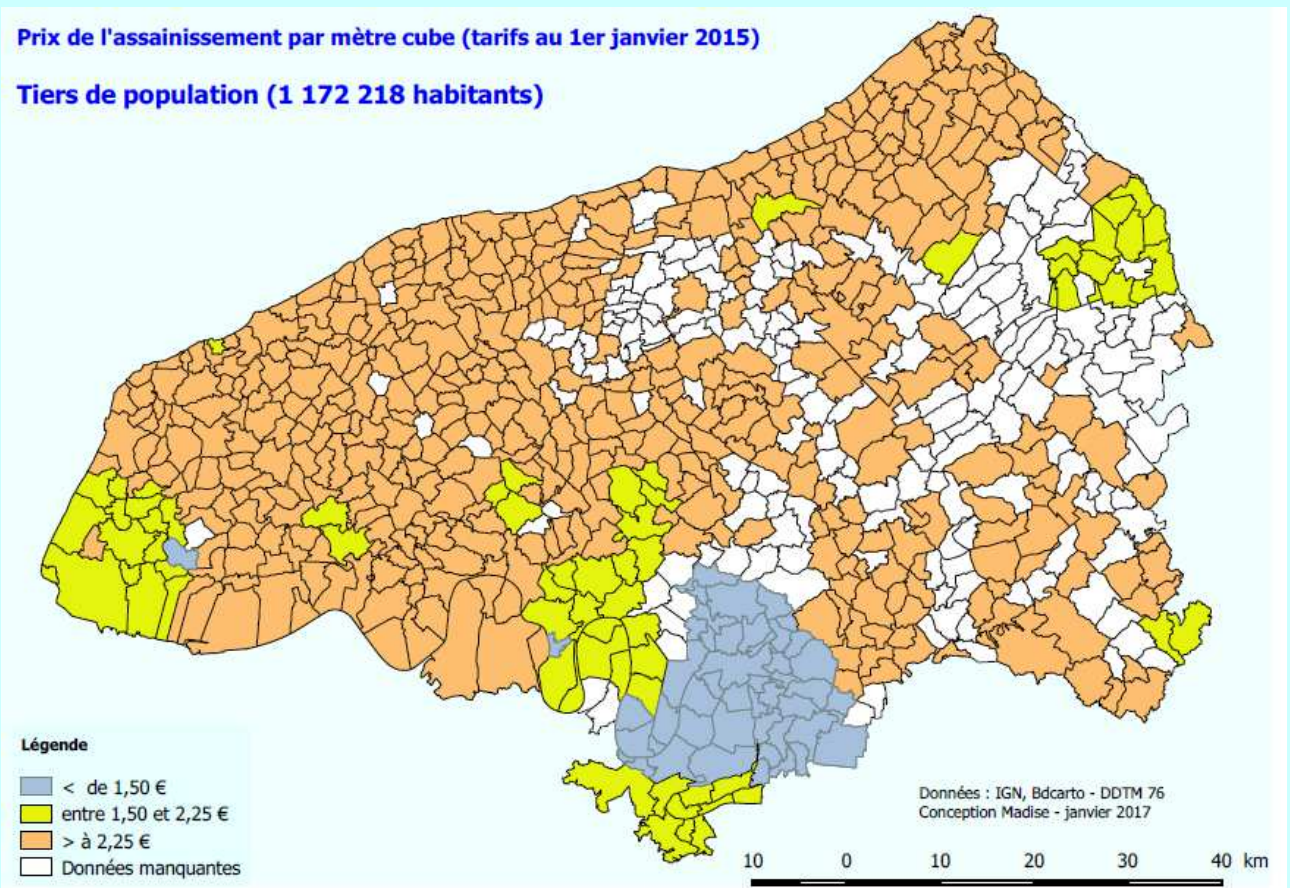 Prix de l'assainissement par mètre cube (tarifs au 1er janvier 2015)
Tiers de population (1 172 218 habitants)
Légende
< de 1,50 €
entre 1,50 et 2,25 €
> à 2,25 €
Données manquantes
Données : IGN, Bdcarto - DDTM 76
Conception Madise - janvier 2017
10 0 10 20 30 40 km